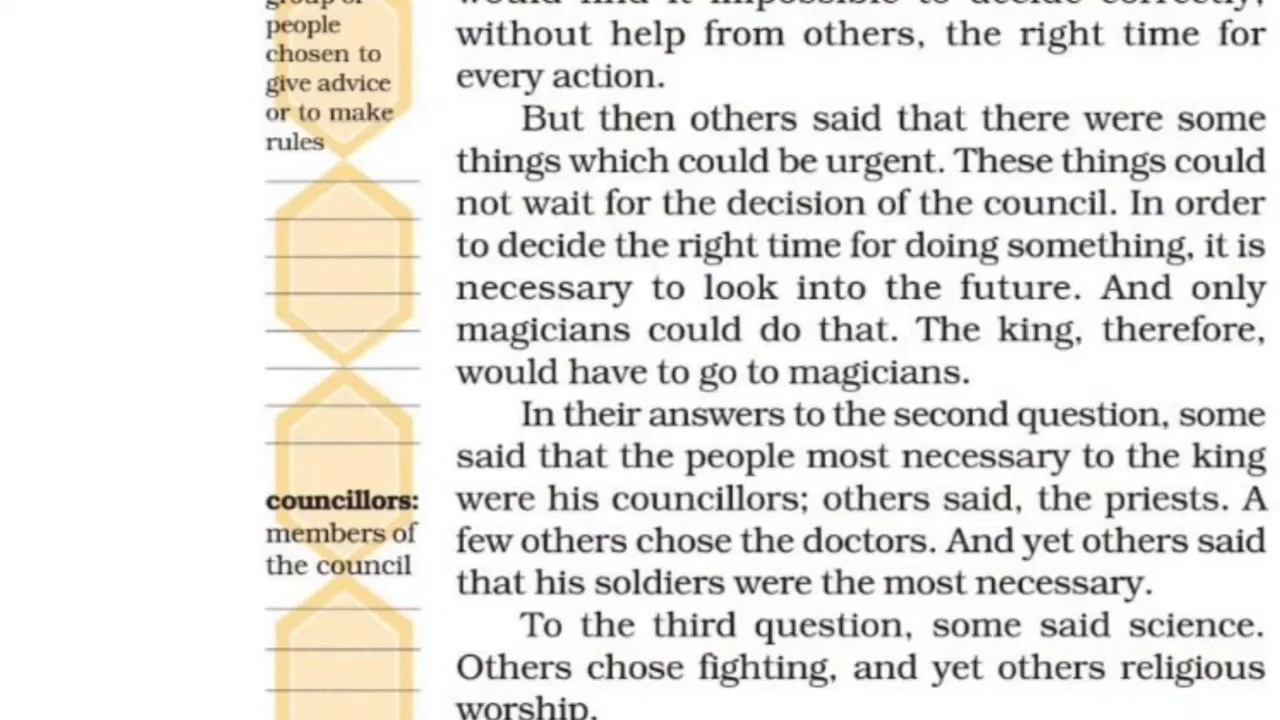 group of
people
chosen to
give advice
or to make
rules
councillors:
members of
the council
would find it impossible to decide correctly,
without help from others, the right time for
every action.
But then others said that there were some
things which could be urgent. These things could
not wait for the decision of the council. In order
to decide the right time for doing something, it is
necessary to look into the future. And only
magicians could do that. The king, therefore,
would have to go to magicians.
In their answers to the second question, some
said that the people most necessary to the king
were his councillors; others said, the priests. A
few others chose the doctors. And yet others said
that his soldiers were the most necessary.
To the third question, some said science.
Others chose fighting, and yet others religious
worship.